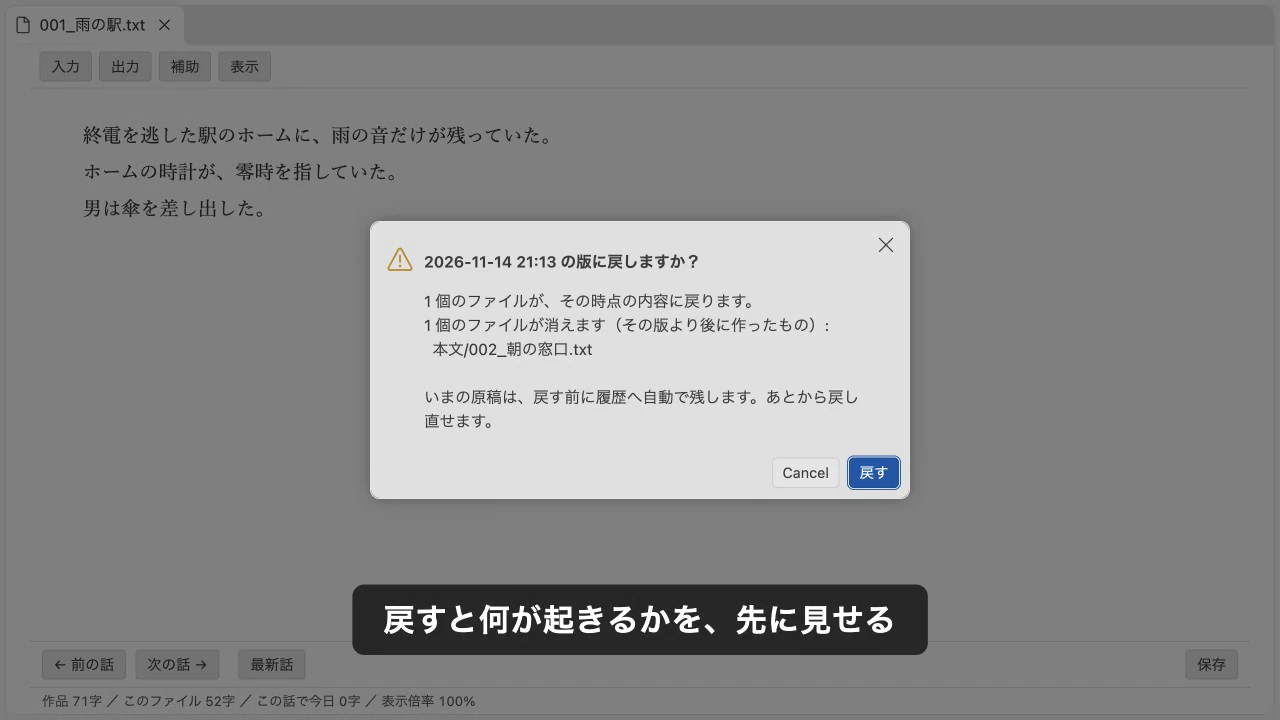 001_雨の駅.txt
入力 出力 補助 表示
終電を逃した駅のホームに、雨の音だけが残っていた。
ホームの時計が、零時を指していた。
男は傘を差し出した。
2026-11-14 21:13 の版に戻しますか？
1 個のファイルが、その時点の内容に戻ります。
1 個のファイルが消えます（その版より後に作ったもの）:
本文/002_朝の窓口.txt
いまの原稿は、戻す前に履歴へ自動で残します。あとから戻し
直せます。
Cancel 戻す
戻すと何が起きるかを、先に見せる
← 前の話 次の話 → 最新話 保存
作品 71字 ／ このファイル 52字 ／ この話で今日 0字 ／ 表示倍率 100%